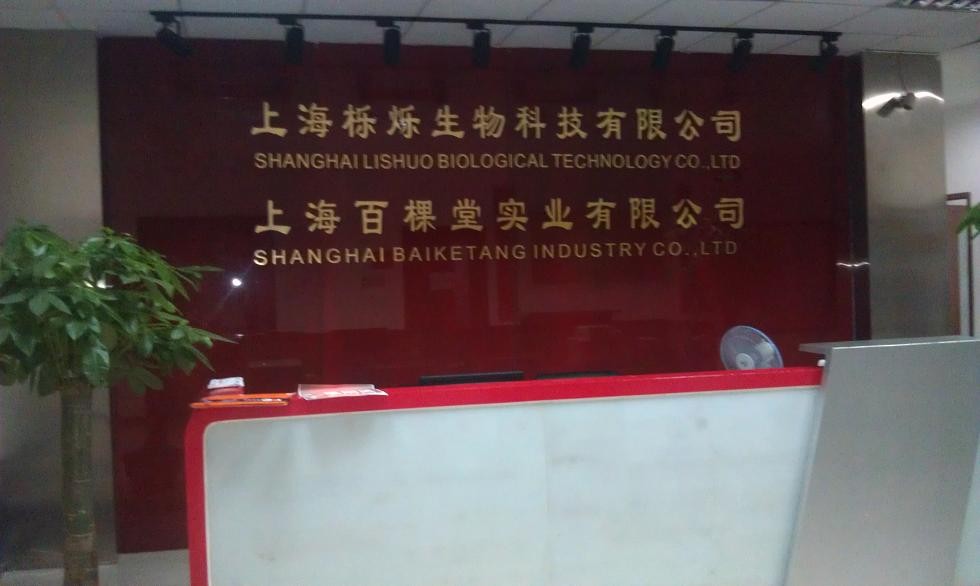 上海栎烁生物科技有限公司
SHANGHAI LISHUO BIOLOGICAL TECHNOLOGY CO.,LTD
上海百棵堂实业有限公司
SHANGHAI BAIKETANG INDUSTRY CO.,LTD